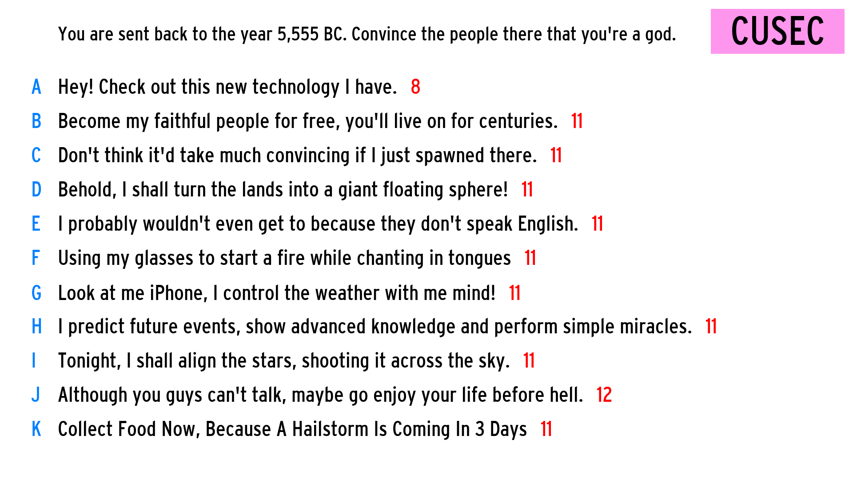 You are sent back to the year 5,555 BC. Convince the people there that you're a god.
CUSEC
A Hey! Check out this new technology I have. 8
B Become my faithful people for free, you'll live on for centuries. 11
C Don't think it'd take much convincing if I just spawned there. 11
D Behold, I shall turn the lands into a giant floating sphere! 11
E I probably wouldn't even get to because they don't speak English. 11
F Using my glasses to start a fire while chanting in tongues 11
G Look at me iPhone, I control the weather with me mind! 11
H I predict future events, show advanced knowledge and perform simple miracles. 11
I Tonight, I shall align the stars, shooting it across the sky. 11
J Although you guys can't talk, maybe go enjoy your life before hell. 12
K Collect Food Now, Because A Hailstorm Is Coming In 3 Days 11